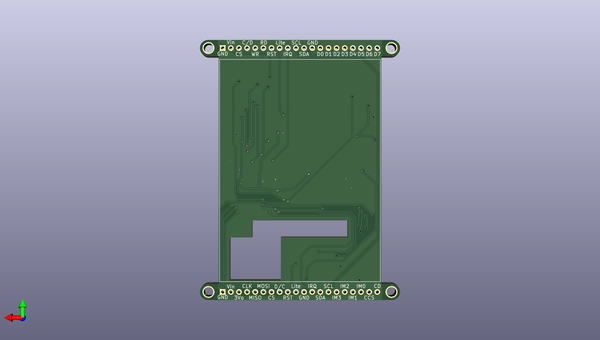 Vin C/D RD Lite SCL GND
GND CS WR RST IRQ SDA D0 D1 D2 D3 D4 D5 D6 D7
Vin CLK MOSI D/C Lite IRQ SCL IM2 IM0 CD
GND 3Vo MISO CS RST GND SDA IM3 IM1 CCS